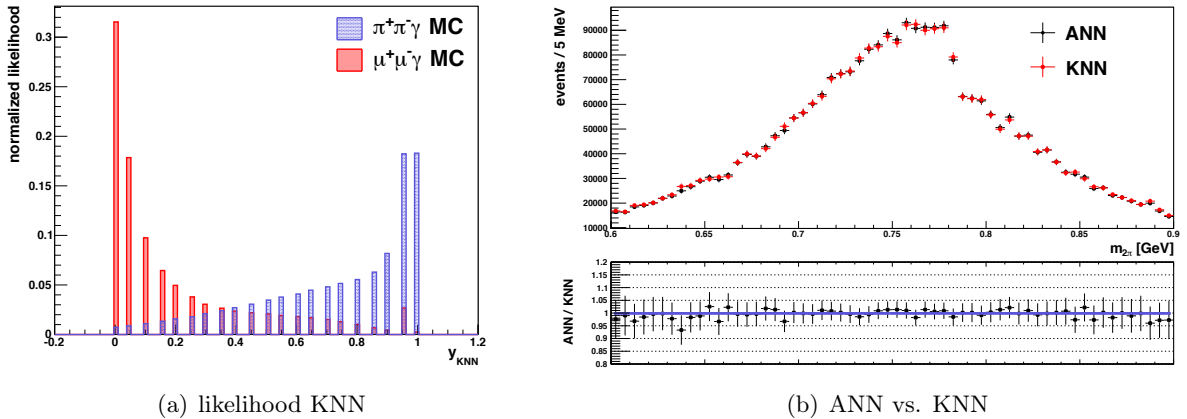 normalized likelihood
0.3
0.25
0.2
0.15
0.1
0.05
0
-0.2 0 0.2 0.4 0.6 0.8 1 1.2
y_KNN
π⁺π⁻γ MC
μ⁺μ⁻γ MC
(a) likelihood KNN
events / 5 MeV
90000
80000
70000
60000
50000
40000
30000
20000
10000
0.6 0.65 0.7 0.75 0.8 0.85 0.9
m_2π [GeV]
ANN
KNN
ANN / KNN
1.2
1.15
1.1
1.05
1
0.95
0.9
0.85
0.8
(b) ANN vs. KNN